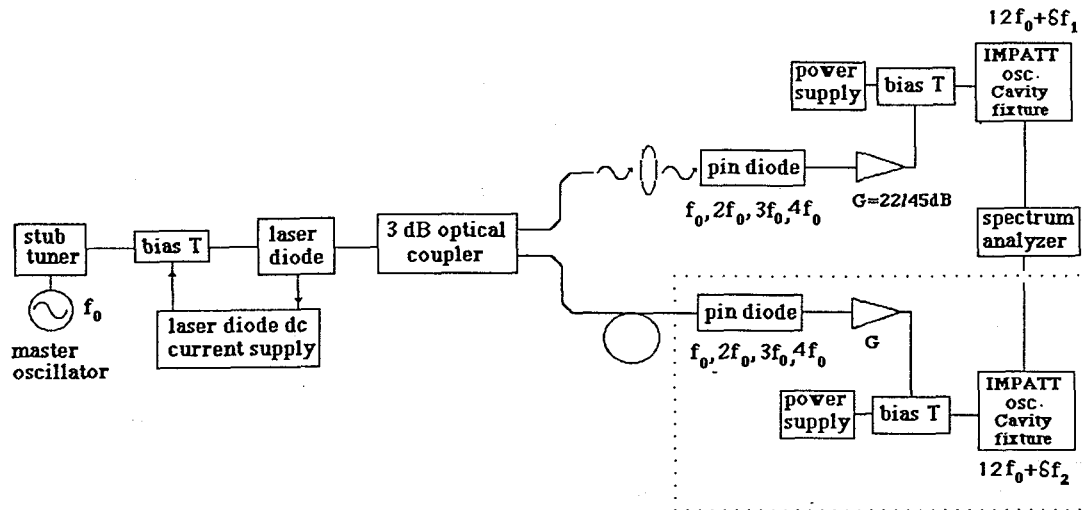 12f₀+δf₁
IMPATT
osc.
Cavity
fixture
power
supply
bias T
pin diode
f₀,2f₀,3f₀,4f₀
G=22/45dB
spectrum
analyzer
stub
tuner
bias T
laser
diode
3 dB optical
coupler
f₀
master
oscillator
laser diode dc
current supply
pin diode
f₀,2f₀,3f₀,4f₀
G
power
supply
bias T
IMPATT
osc.
Cavity
fixture
12f₀+δf₂